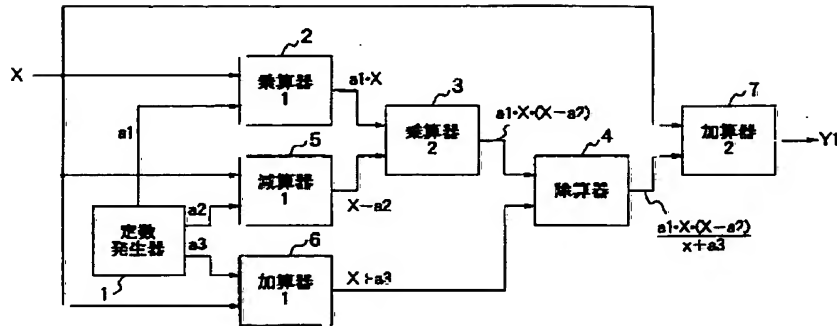 2
X
乗算器
1
a1・X
3
a1
乗算器
2
a1・X・(X-a2)
7
加算器
2
Y1
5
減算器
1
X-a2
4
除算器
a1・X・(X-a2)
x+a3
定数
発生器
1
a2
a3
6
加算器
1
X+a3